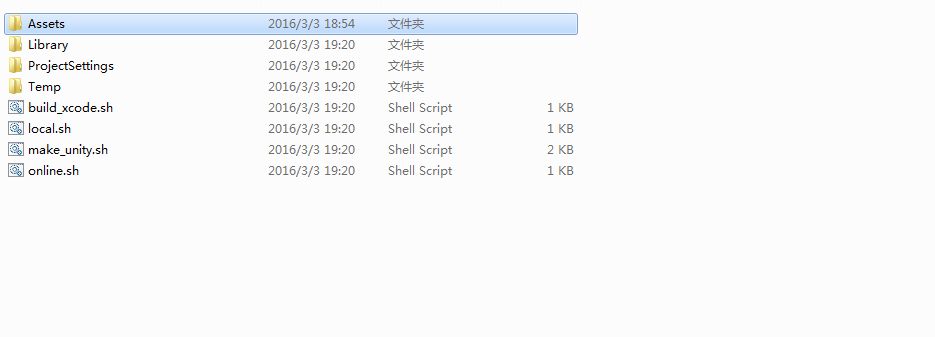 Assets 2016/3/3 18:54 文件夹
Library 2016/3/3 19:20 文件夹
ProjectSettings 2016/3/3 19:20 文件夹
Temp 2016/3/3 19:20 文件夹
build_xcode.sh 2016/3/3 19:20 Shell Script 1 KB
local.sh 2016/3/3 19:20 Shell Script 1 KB
make_unity.sh 2016/3/3 19:20 Shell Script 2 KB
online.sh 2016/3/3 19:20 Shell Script 1 KB